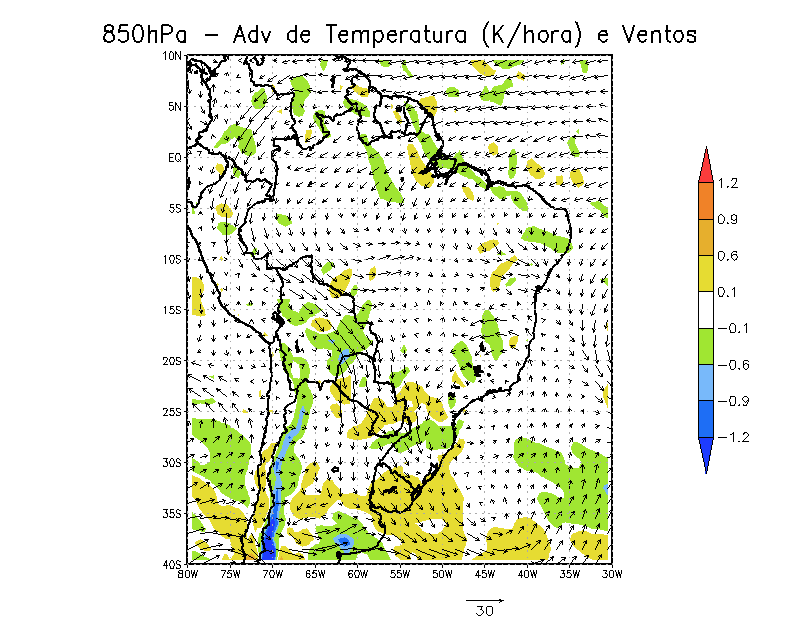 850hPa − Adv de Temperatura (K/hora) e Ventos
10N
5N
EQ
5S
10S
15S
20S
25S
30S
35S
40S
80W 75W 70W 65W 60W 55W 50W 45W 40W 35W 30W
1.2
0.9
0.6
0.1
−0.1
−0.6
−0.9
−1.2
30